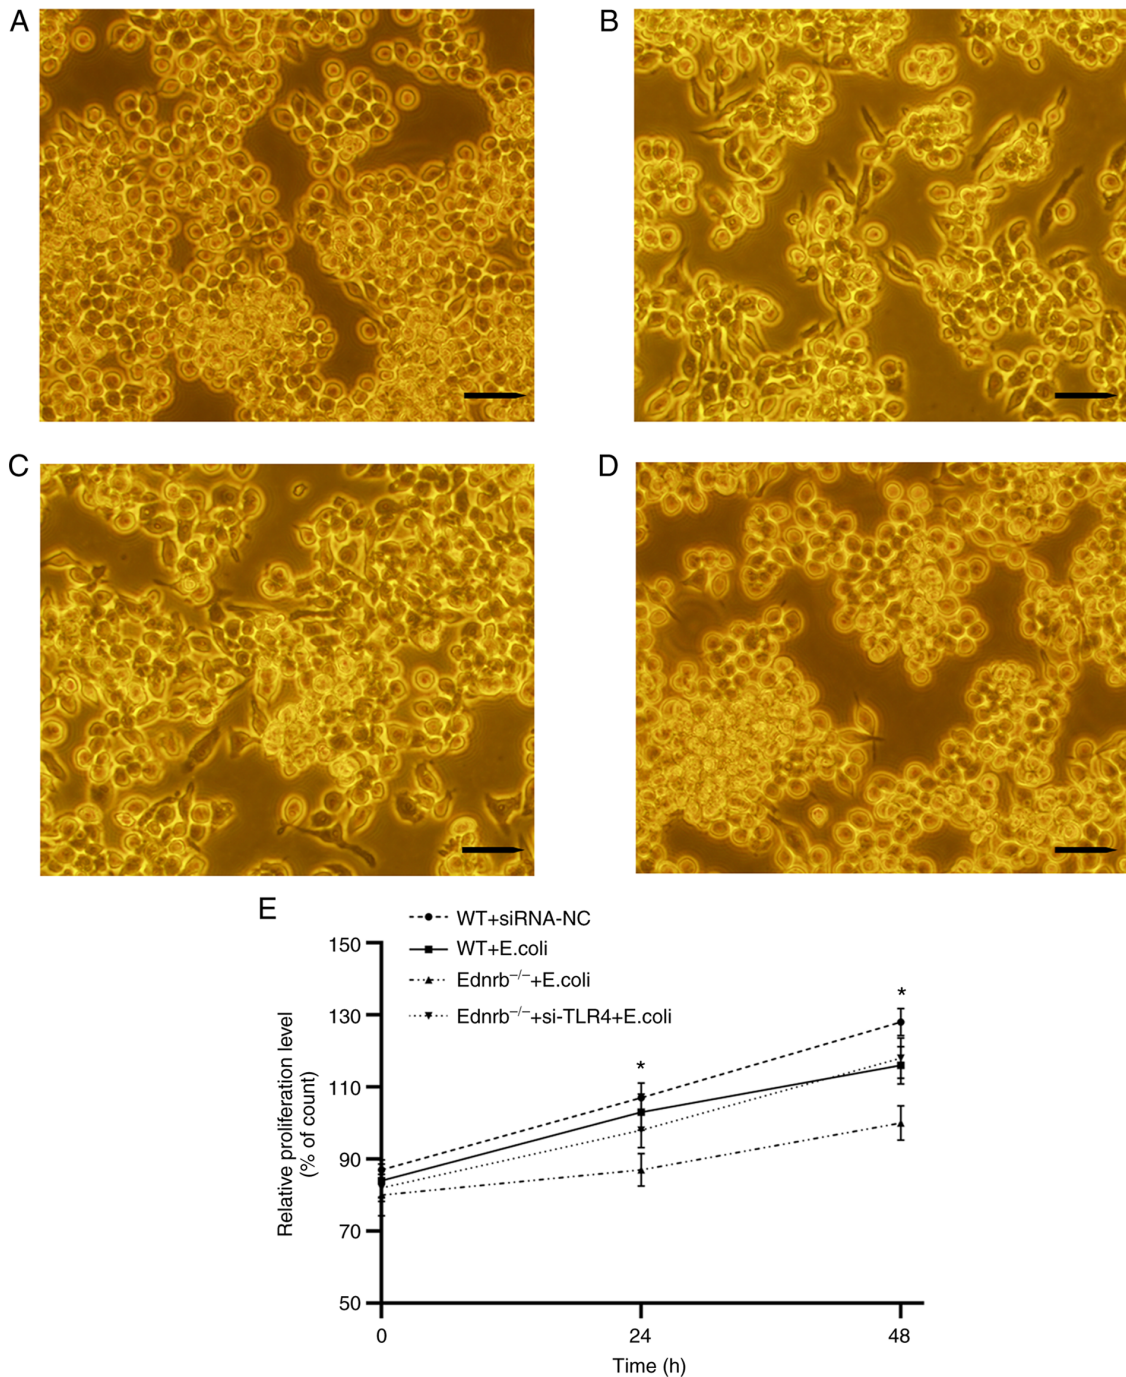 A
B
C
D
E
WT+siRNA-NC
WT+E.coli
Ednrb⁻/⁻+E.coli
Ednrb⁻/⁻+si-TLR4+E.coli
150
130
110
90
70
50
*
*
Relative proliferation level
(% of count)
0
24
48
Time (h)